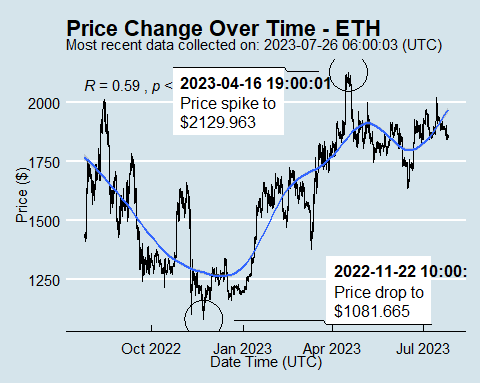 Price Change Over Time - ETH
Most recent data collected on: 2023-07-26 06:00:03 (UTC)
R = 0.59 , p <
2023-04-16 19:00:01
Price spike to
$2129.963
2000
1750
1500
1250
Price ($)
2022-11-22 10:00:
Price drop to
$1081.665
Oct 2022 Jan 2023 Apr 2023 Jul 2023
Date Time (UTC)